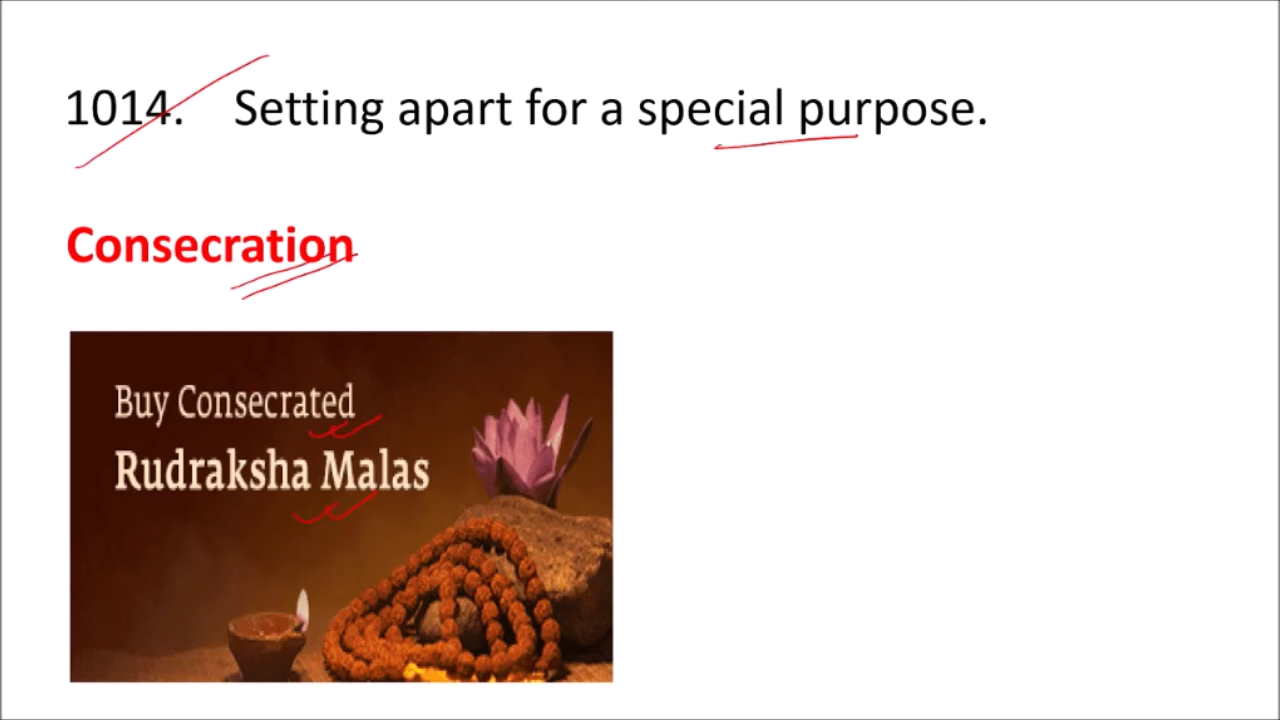 1014. Setting apart for a special purpose.
Consecration
Buy Consecrated
Rudraksha Malas